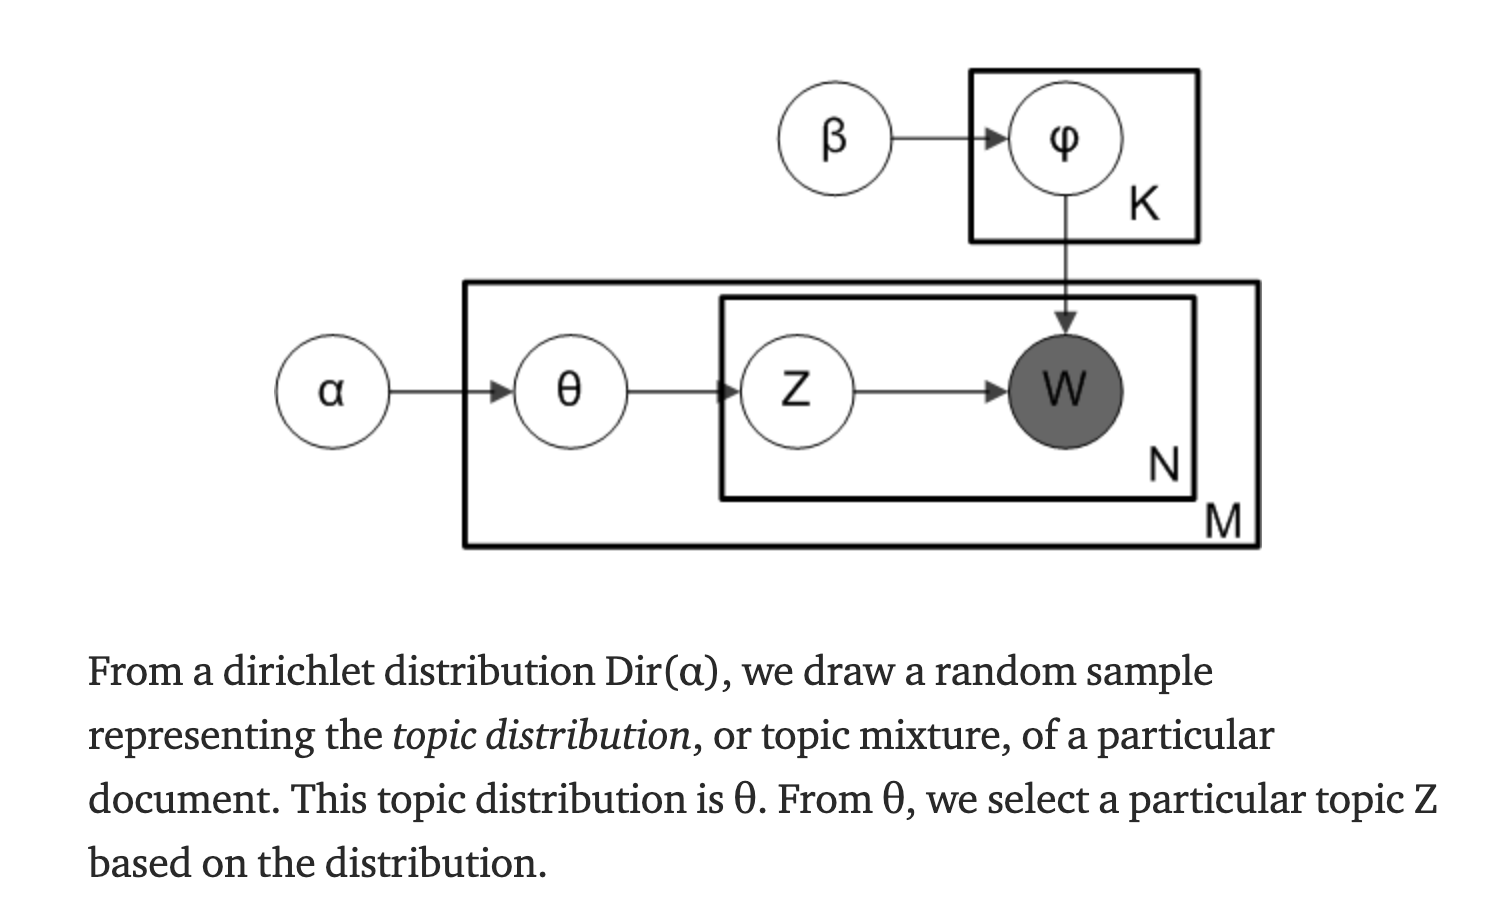 β
φ
K
α
θ
Z
W
N
M
From a dirichlet distribution Dir(α), we draw a random sample
representing the topic distribution, or topic mixture, of a particular
document. This topic distribution is θ. From θ, we select a particular topic Z
based on the distribution.